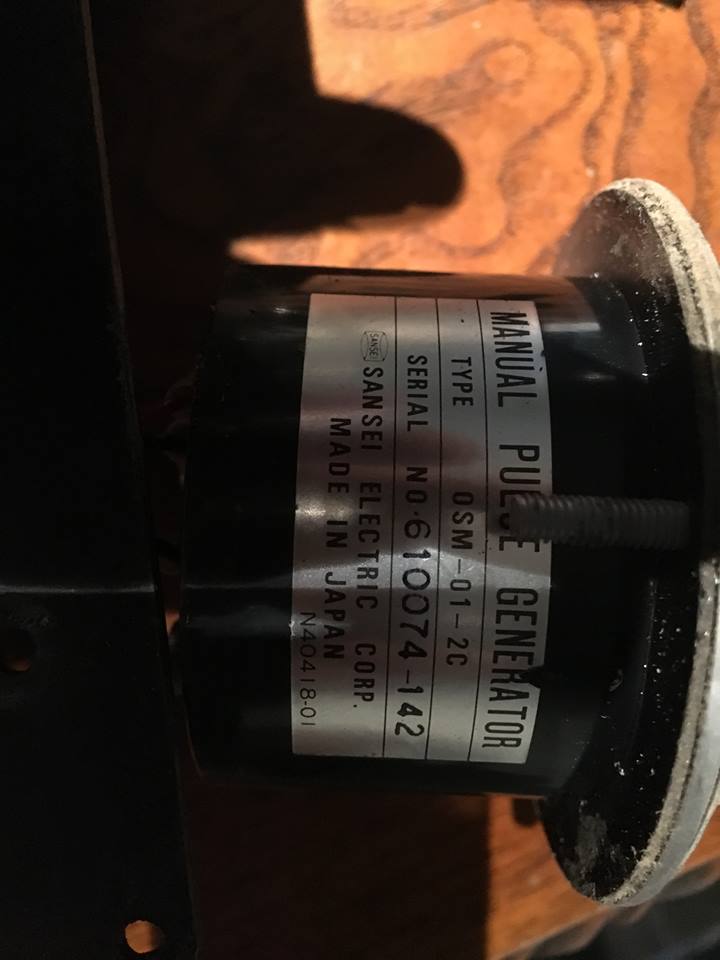 MANUAL PULSE GENERATOR
TYPE OSM-01-2C
SERIAL NO. 610074-142
SANSEI SANSEI ELECTRIC CORP.
MADE IN JAPAN
N40418-01